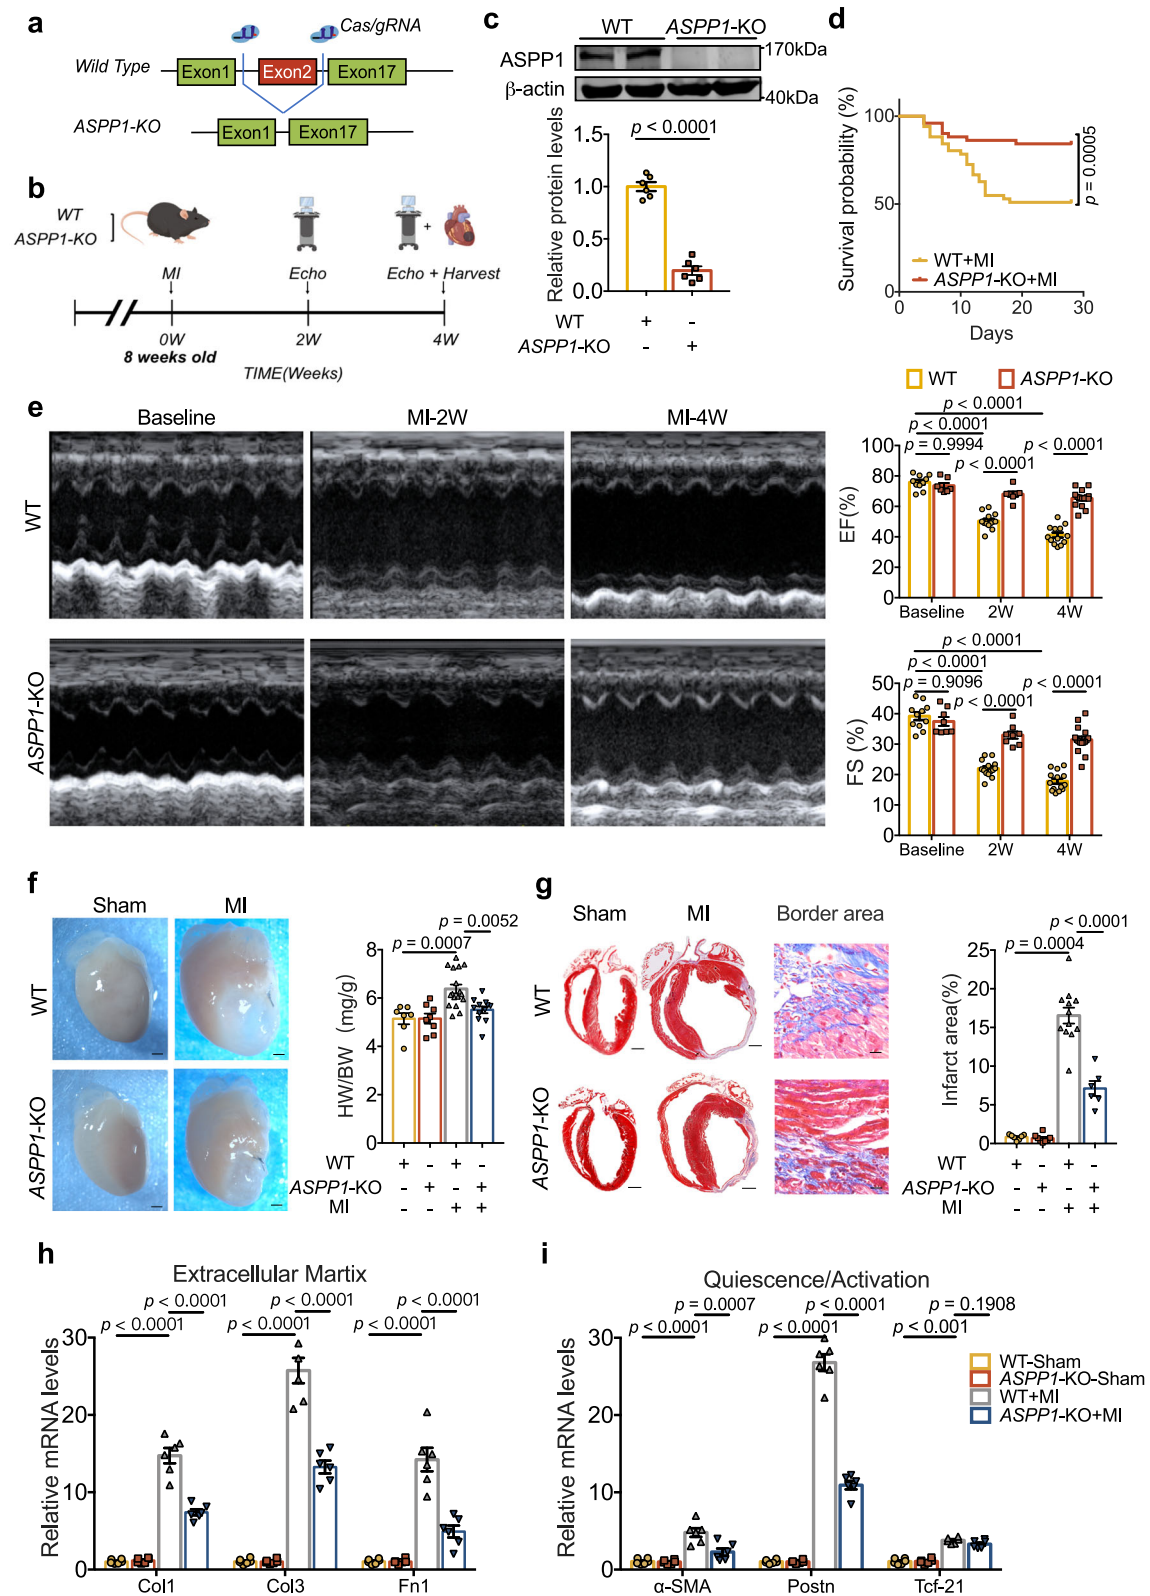 a
Cas/gRNA
Wild Type
Exon1
Exon2
Exon17
ASPP1-KO
Exon1
Exon17
b
WT
ASPP1-KO
+
MI
Echo
Echo + Harvest
0W
2W
4W
8 weeks old
TIME(Weeks)
c
WT
ASPP1-KO
ASPP1
170kDa
β-actin
40kDa
p < 0.0001
Relative protein levels
1.5
1.0
0.5
0.0
WT + -
ASPP1-KO - +
d
Survival probability (%)
100
50
0
p = 0.0005
WT+MI
ASPP1-KO+MI
0 10 20 30
Days
e
Baseline
MI-2W
MI-4W
WT
ASPP1-KO
WT
ASPP1-KO
p < 0.0001
p < 0.0001
p = 0.9994
p < 0.0001
p < 0.0001
EF(%)
100
80
60
40
20
0
Baseline 2W 4W
p < 0.0001
p < 0.0001
p = 0.9096
p < 0.0001
p < 0.0001
FS (%)
50
40
30
20
10
0
Baseline 2W 4W
f
Sham
MI
WT
ASPP1-KO
p = 0.0052
p = 0.0007
HW/BW (mg/g)
8
6
4
2
0
WT + - + -
ASPP1-KO - + - +
MI - - + +
g
Sham
MI
Border area
WT
ASPP1-KO
p < 0.0001
p = 0.0004
Infarct area(%)
25
20
15
10
5
0
WT + - + -
ASPP1-KO - + - +
MI - - + +
h
Extracellular Martix
p < 0.0001
p < 0.0001
p < 0.0001
p < 0.0001
p < 0.0001
p < 0.0001
Relative mRNA levels
30
20
10
0
Col1 Col3 Fn1
i
Quiescence/Activation
p = 0.0007
p < 0.0001
p = 0.1908
p < 0.0001
p < 0.0001
p < 0.001
Relative mRNA levels
30
20
10
0
α-SMA Postn Tcf-21
WT-Sham
ASPP1-KO-Sham
WT+MI
ASPP1-KO+MI